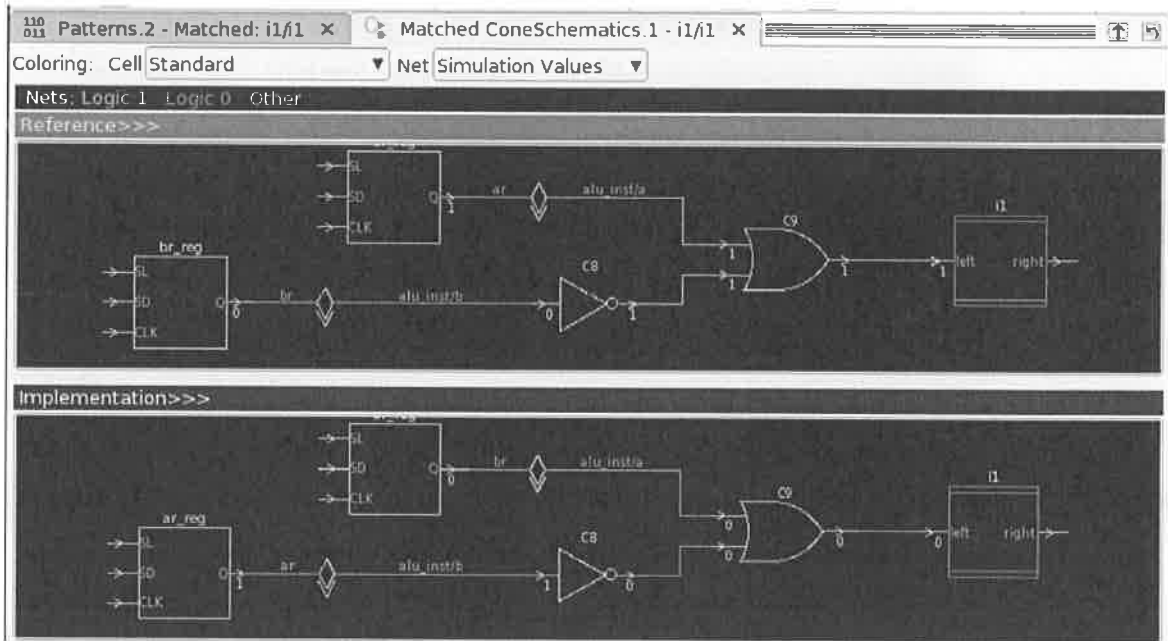 110 011 Patterns.2 - Matched: i1/i1 × Matched ConeSchematics.1 - i1/i1 ×
Coloring: Cell Standard Net Simulation Values
Nets: Logic 1 Logic 0 Other
Reference>>>
SL
SD Q 1 ar alu_inst/a
CLK
C9
i1
br_reg
1
1
1
1 left right
SL
C8
SD Q 0 br alu_inst/b 0 1
CLK
Implementation>>>
SL
SD Q 0 br alu_inst/a
CLK
C9
i1
ar_reg
0
0
0
0 left right
SL
C8
SD Q 1 ar alu_inst/b 1 0
CLK